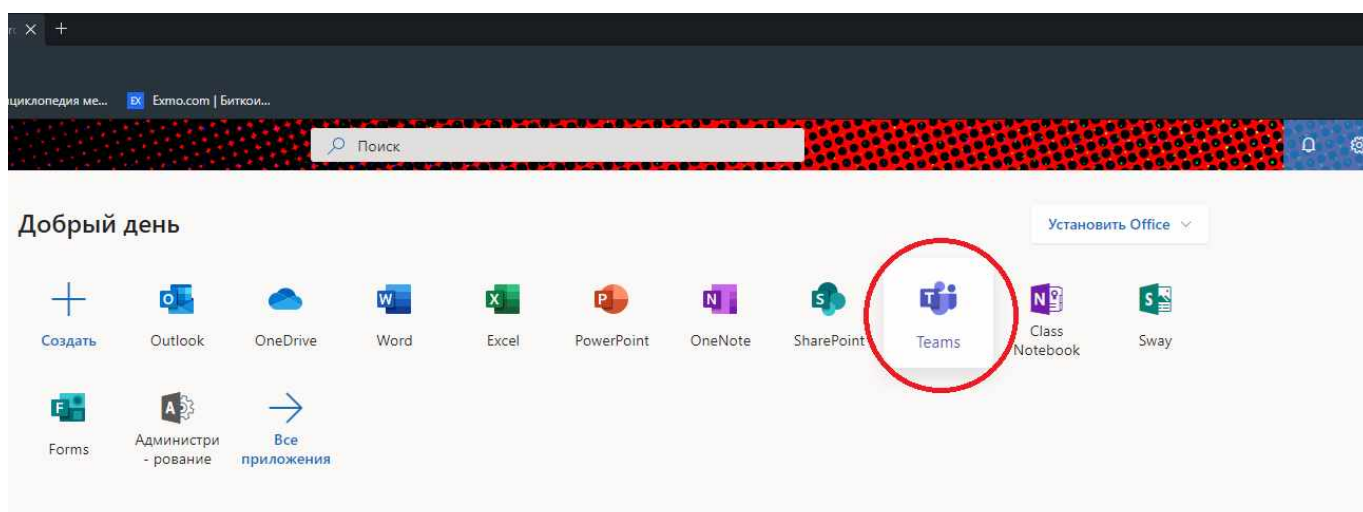 щиклопедия ме... Exmo.com | Биткои...
Поиск
Добрый день
Установить Office
Создать Outlook OneDrive Word Excel PowerPoint OneNote SharePoint Teams Class Notebook Sway
Forms Администри - рование Все приложения